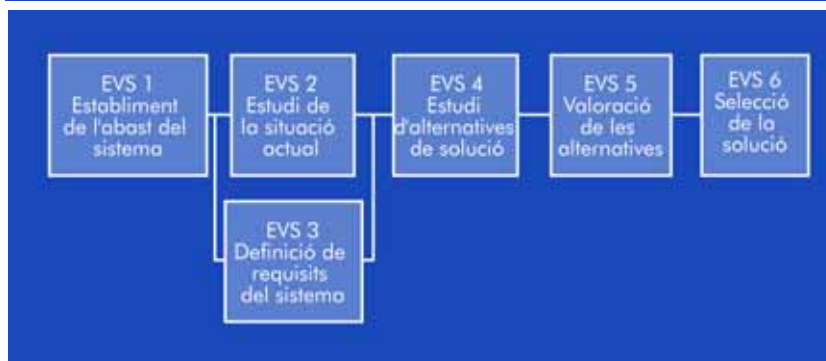 EVS 1
Establiment
de l'abast del
sistema
EVS 2
Estudi de
la situació
actual
EVS 3
Definició de
requisits
del sistema
EVS 4
Estudi
d'alternatives
de solució
EVS 5
Valoració
de les
alternatives
EVS 6
Selecció
de la
solució